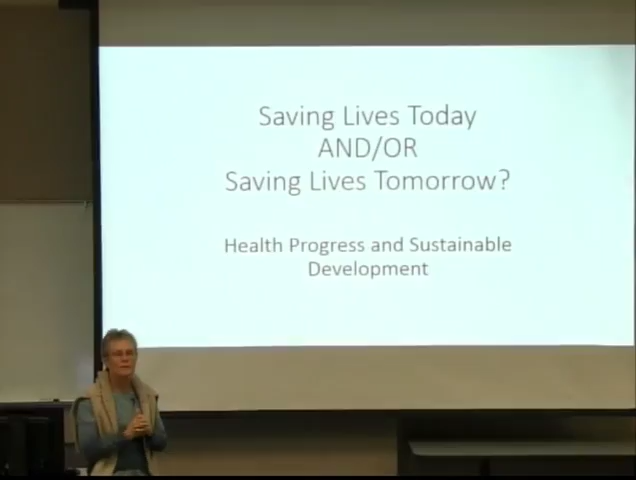 Saving Lives Today
AND/OR
Saving Lives Tomorrow?
Health Progress and Sustainable
Development